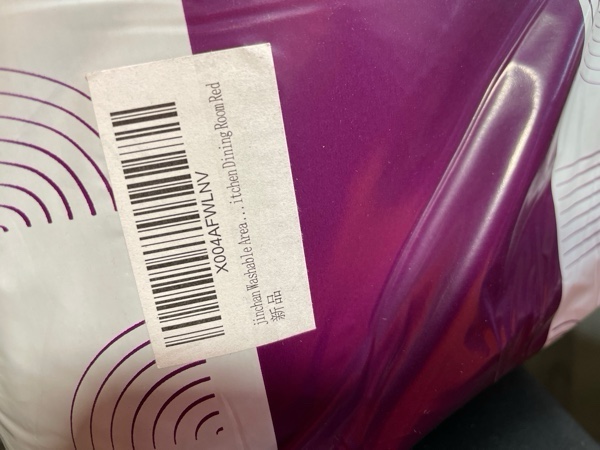 X004AFWLNV
jinchan Washable Area...itchen Dining Room Red
新品